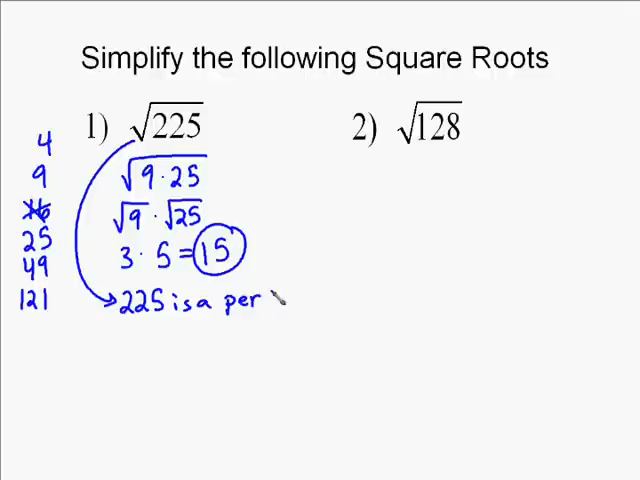 Simplify the following Square Roots
1) √225
2) √128
4
9
25
49
121
√9·25
√9 · √25
3 · 5 = 15
225 is a per